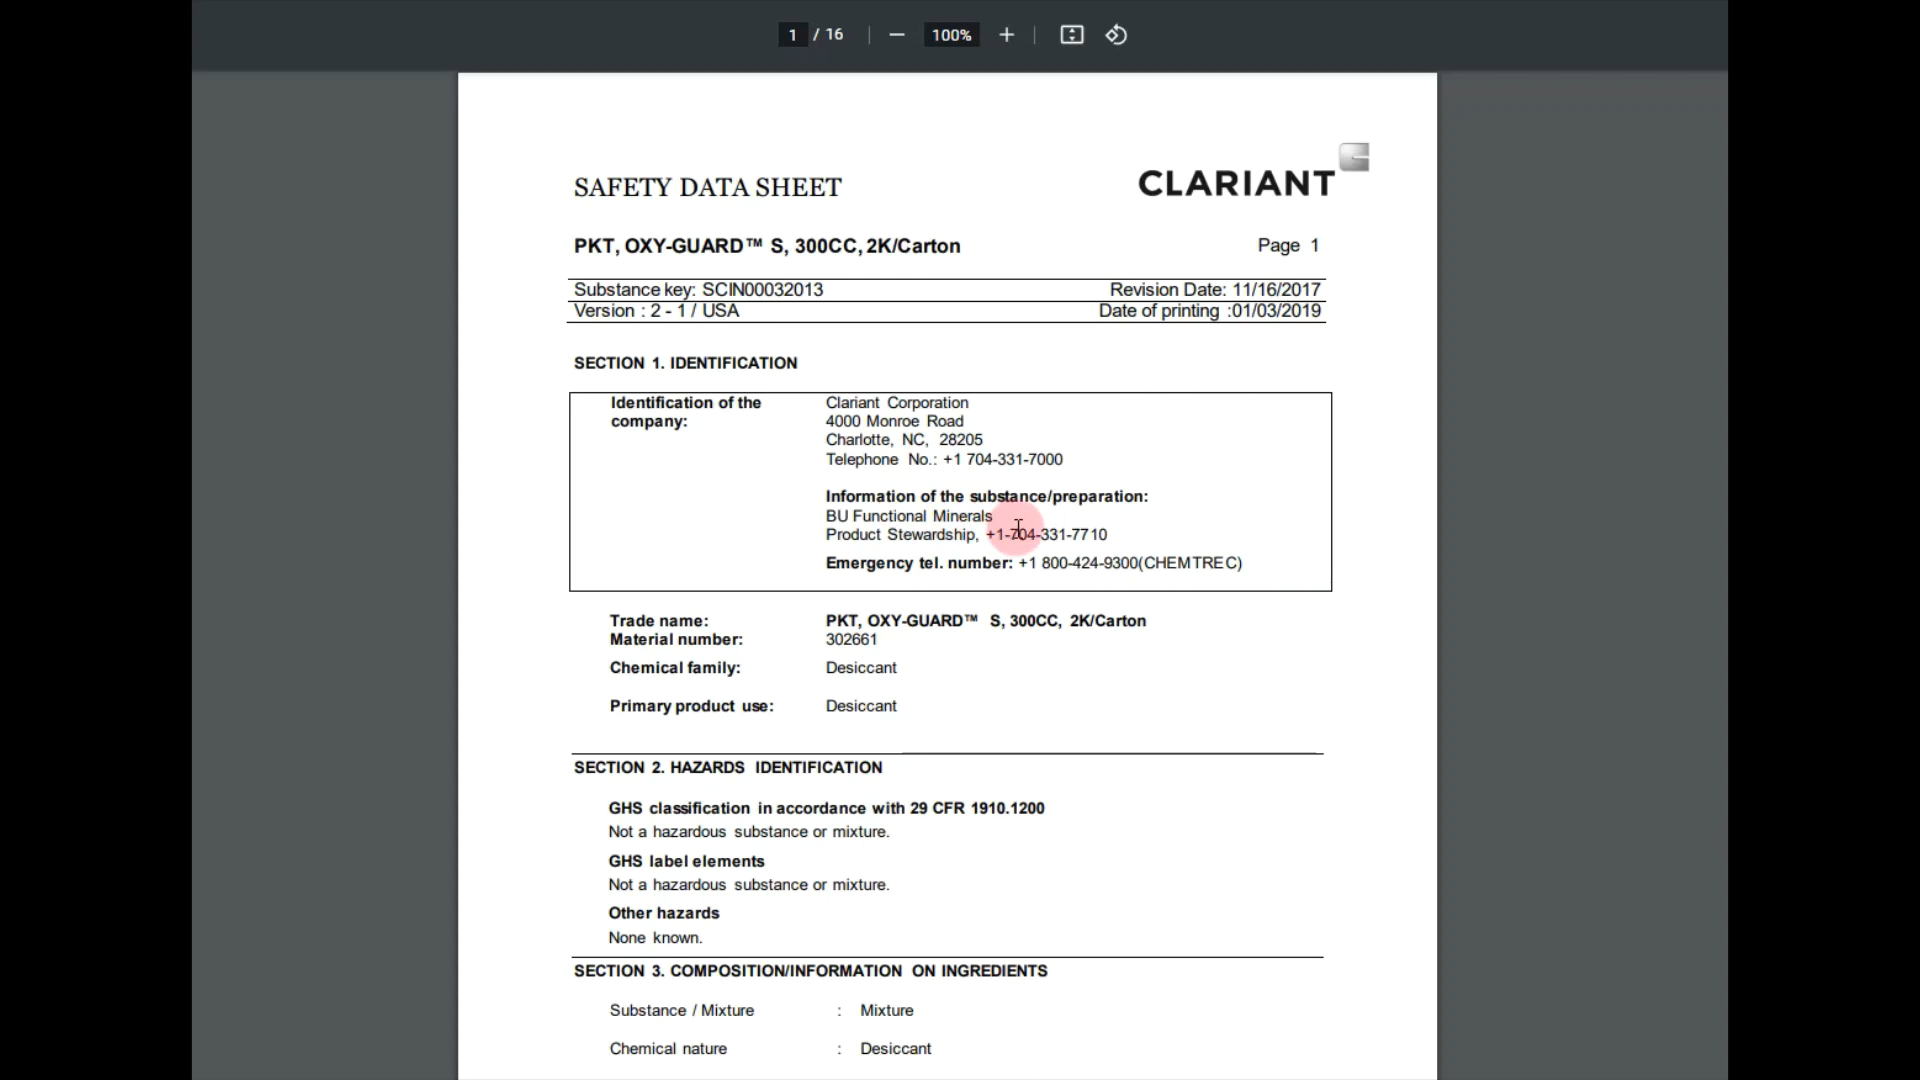 1 / 16 100%
SAFETY DATA SHEET
CLARIANT
PKT, OXY-GUARD™ S, 300CC, 2K/Carton Page 1
Substance key: SCIN00032013 Revision Date: 11/16/2017
Version : 2 - 1 / USA Date of printing :01/03/2019
SECTION 1. IDENTIFICATION
Identification of the Clariant Corporation
company: 4000 Monroe Road
Charlotte, NC, 28205
Telephone No.: +1 704-331-7000
Information of the substance/preparation:
BU Functional Minerals
Product Stewardship, +1-704-331-7710
Emergency tel. number: +1 800-424-9300(CHEMTREC)
Trade name: PKT, OXY-GUARD™ S, 300CC, 2K/Carton
Material number: 302661
Chemical family: Desiccant
Primary product use: Desiccant
SECTION 2. HAZARDS IDENTIFICATION
GHS classification in accordance with 29 CFR 1910.1200
Not a hazardous substance or mixture.
GHS label elements
Not a hazardous substance or mixture.
Other hazards
None known.
SECTION 3. COMPOSITION/INFORMATION ON INGREDIENTS
Substance / Mixture : Mixture
Chemical nature : Desiccant